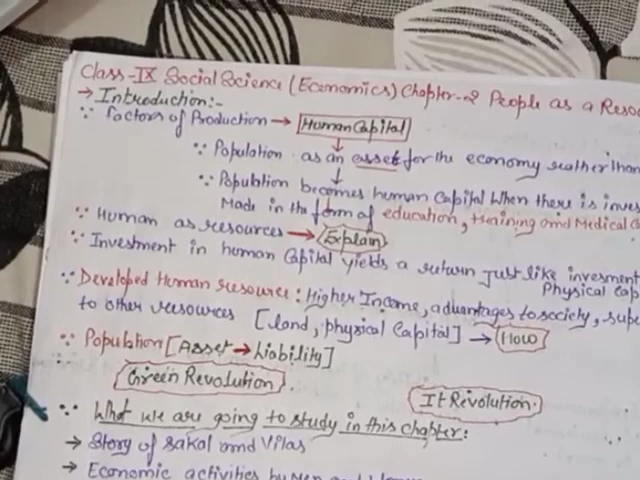 Class-IX Social Science (Economics) Chapter-2 People as a Reso
→ Introduction:-
∵ Factors of Production → Human Capital
∵ Population as an asset for the economy rather than
∵ Population becomes human Capital when there is inves
Made in the form of education, training and Medical C
∵ Human as resources → Explain
∵ Investment in human Capital yields a return just like invesment
Physical Cap
∵ Developed Human resource: Higher Income, advantages to society, supe
to other resources [land, physical Capital] → How
∵ Population [Asset → Liability]
Green Revolution.
It Revolution.
∵ What we are going to study in this chapter:
→ Story of Sakal and Vilas
→ Economic activities by men and